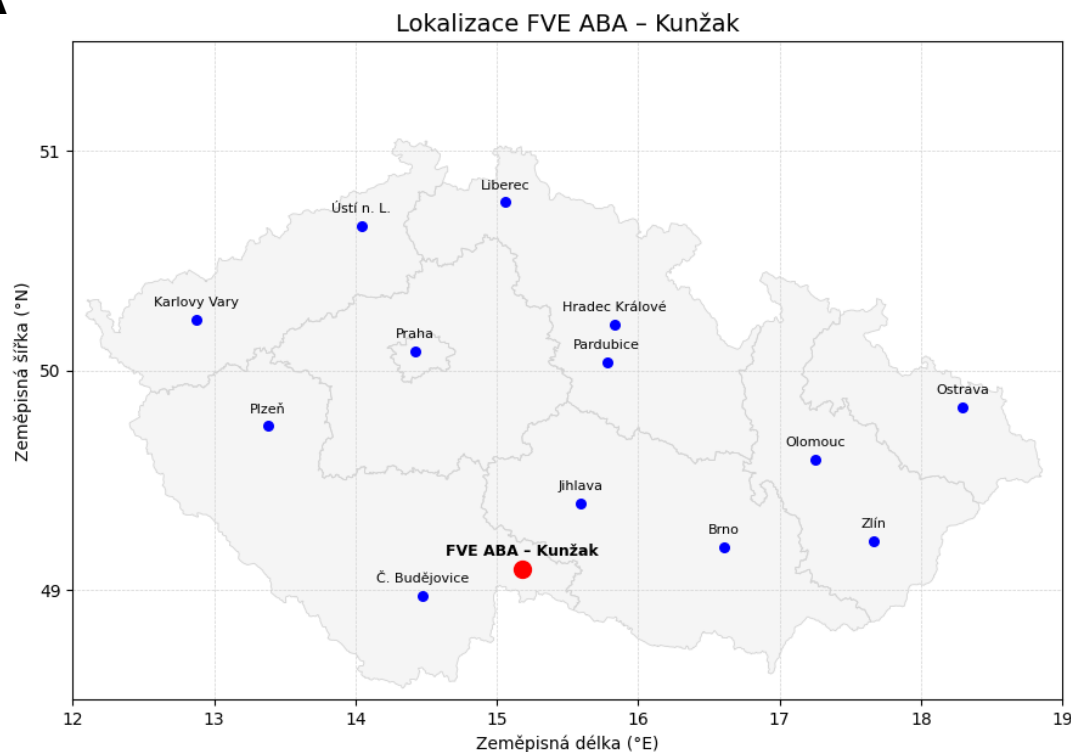 Lokalizace FVE ABA – Kunžak
Zeměpisná šířka (°N)
51
50
49
Liberec
Ústí n. L.
Karlovy Vary
Hradec Králové
Praha
Pardubice
Ostrava
Plzeň
Olomouc
Jihlava
Zlín
Brno
FVE ABA – Kunžak
Č. Budějovice
12 13 14 15 16 17 18 19
Zeměpisná délka (°E)